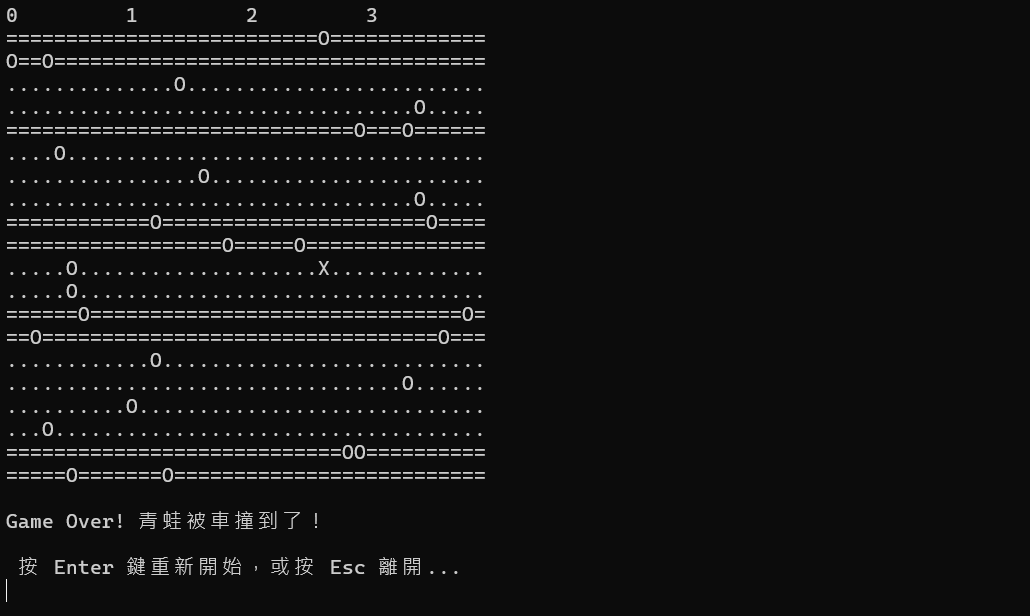 0         1         2         3
==========================O=============
O==O====================================
..............O.........................
..................................O.....
=============================O===O======
....O...................................
................O.......................
..................................O.....
============O======================O====
==================O=====O===============
.....O....................X.............
.....O..................................
======O===============================O=
==O=================================O===
............O...........................
.................................O......
..........O.............................
...O....................................
============================OO==========
=====O=======O==========================
Game Over! 青蛙被車撞到了！
按 Enter 鍵重新開始，或按 Esc 離開...